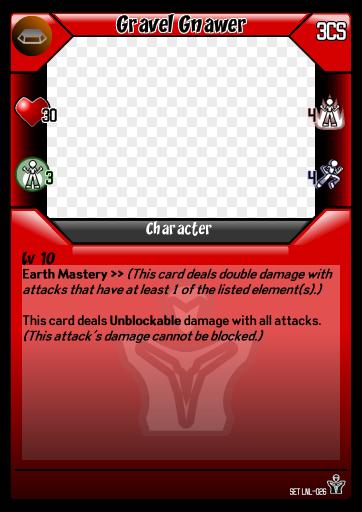 Gravel Gnawer
3CS
30
4
3
4
Character
Lv 10
Earth Mastery >> (This card deals double damage with
attacks that have at least 1 of the listed element(s).)
This card deals Unblockable damage with all attacks.
(This attack's damage cannot be blocked.)
SET LNL-026